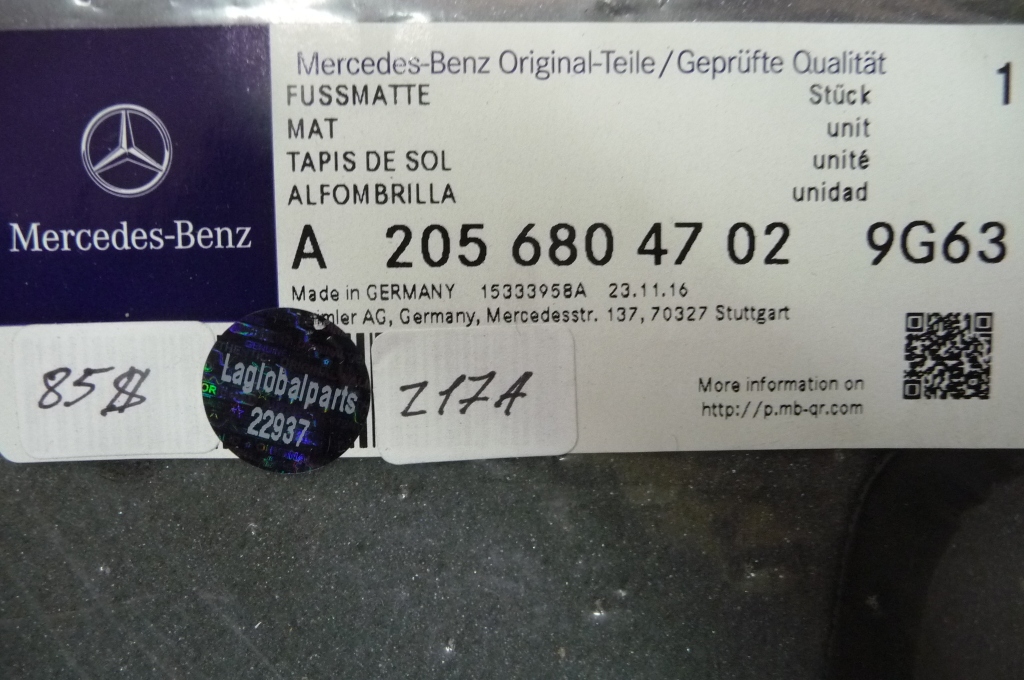 Mercedes-Benz
Mercedes-Benz Original-Teile/Geprüfte Qualität
FUSSMATTE Stück 1
MAT unit
TAPIS DE SOL unité
ALFOMBRILLA unidad
A 205 680 47 02 9G63
Made in GERMANY 15333958A 23.11.16
AG, Germany, Mercedesstr. 137, 70327 Stuttgart
85$
Laglobalparts
22937
Z17A
More information on
http://p.mb-qr.com